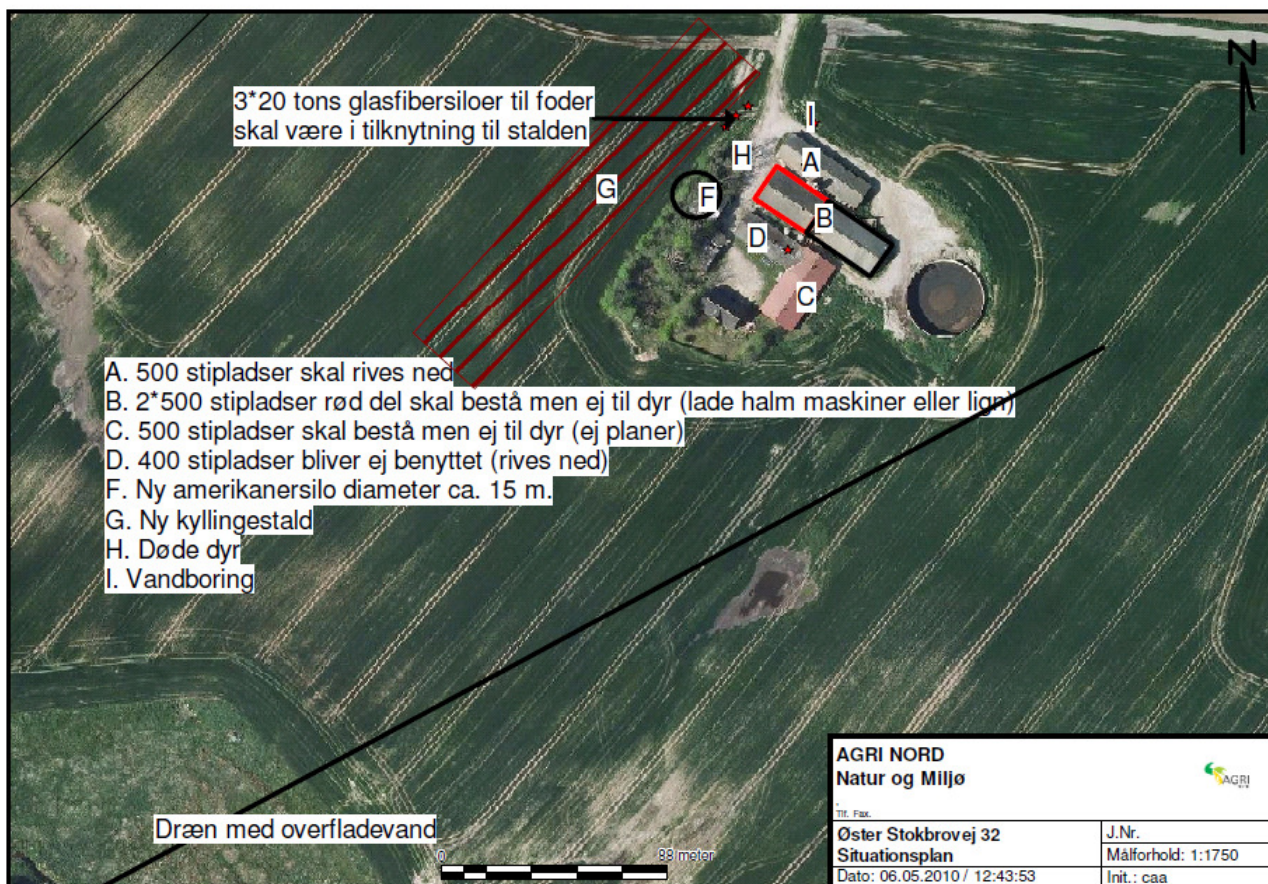 N
3*20 tons glasfibersiloer til foder
skal være i tilknytning til stalden
I
H
A
G
F
B
D
C
A. 500 stipladser skal rives ned
B. 2*500 stipladser rød del skal bestå men ej til dyr (lade halm maskiner eller lign)
C. 500 stipladser skal bestå men ej til dyr (ej planer)
D. 400 stipladser bliver ej benyttet (rives ned)
F. Ny amerikanersilo diameter ca. 15 m.
G. Ny kyllingestald
H. Døde dyr
I. Vandboring
Dræn med overfladevand
0 88 meter
AGRI NORD
Natur og Miljø
AGRI
Tlf. Fax.
Øster Stokbrovej 32
Situationsplan
J.Nr.
Målforhold: 1:1750
Dato: 06.05.2010 / 12:43:53
Init.: caa